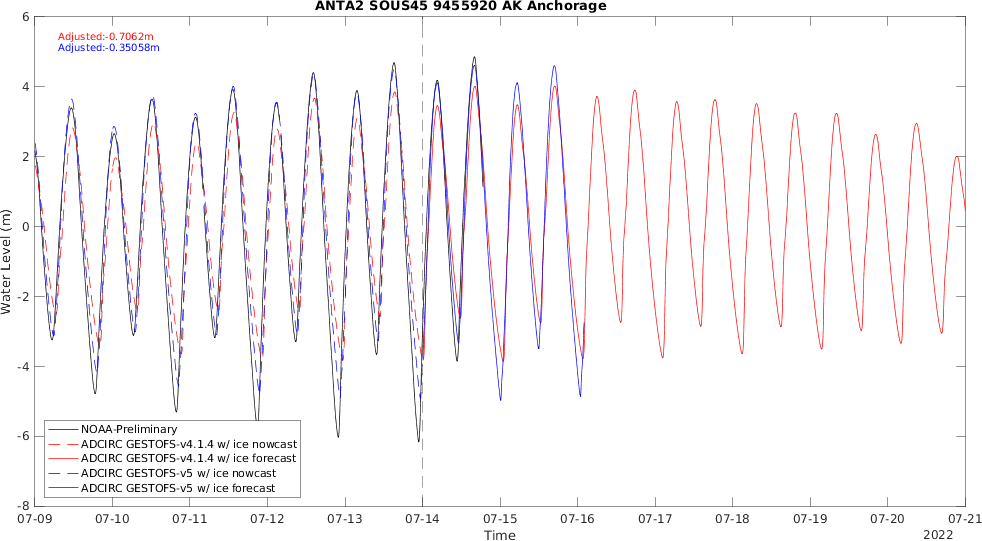 ANTA2 SOUS45 9455920 AK Anchorage
Adjusted:-0.7062m
Adjusted:-0.35058m
6
4
2
0
-2
-4
-6
-8
Water Level (m)
NOAA-Preliminary
ADCIRC GESTOFS-v4.1.4 w/ ice nowcast
ADCIRC GESTOFS-v4.1.4 w/ ice forecast
ADCIRC GESTOFS-v5 w/ ice nowcast
ADCIRC GESTOFS-v5 w/ ice forecast
07-09 07-10 07-11 07-12 07-13 07-14 07-15 07-16 07-17 07-18 07-19 07-20 07-21
Time
2022